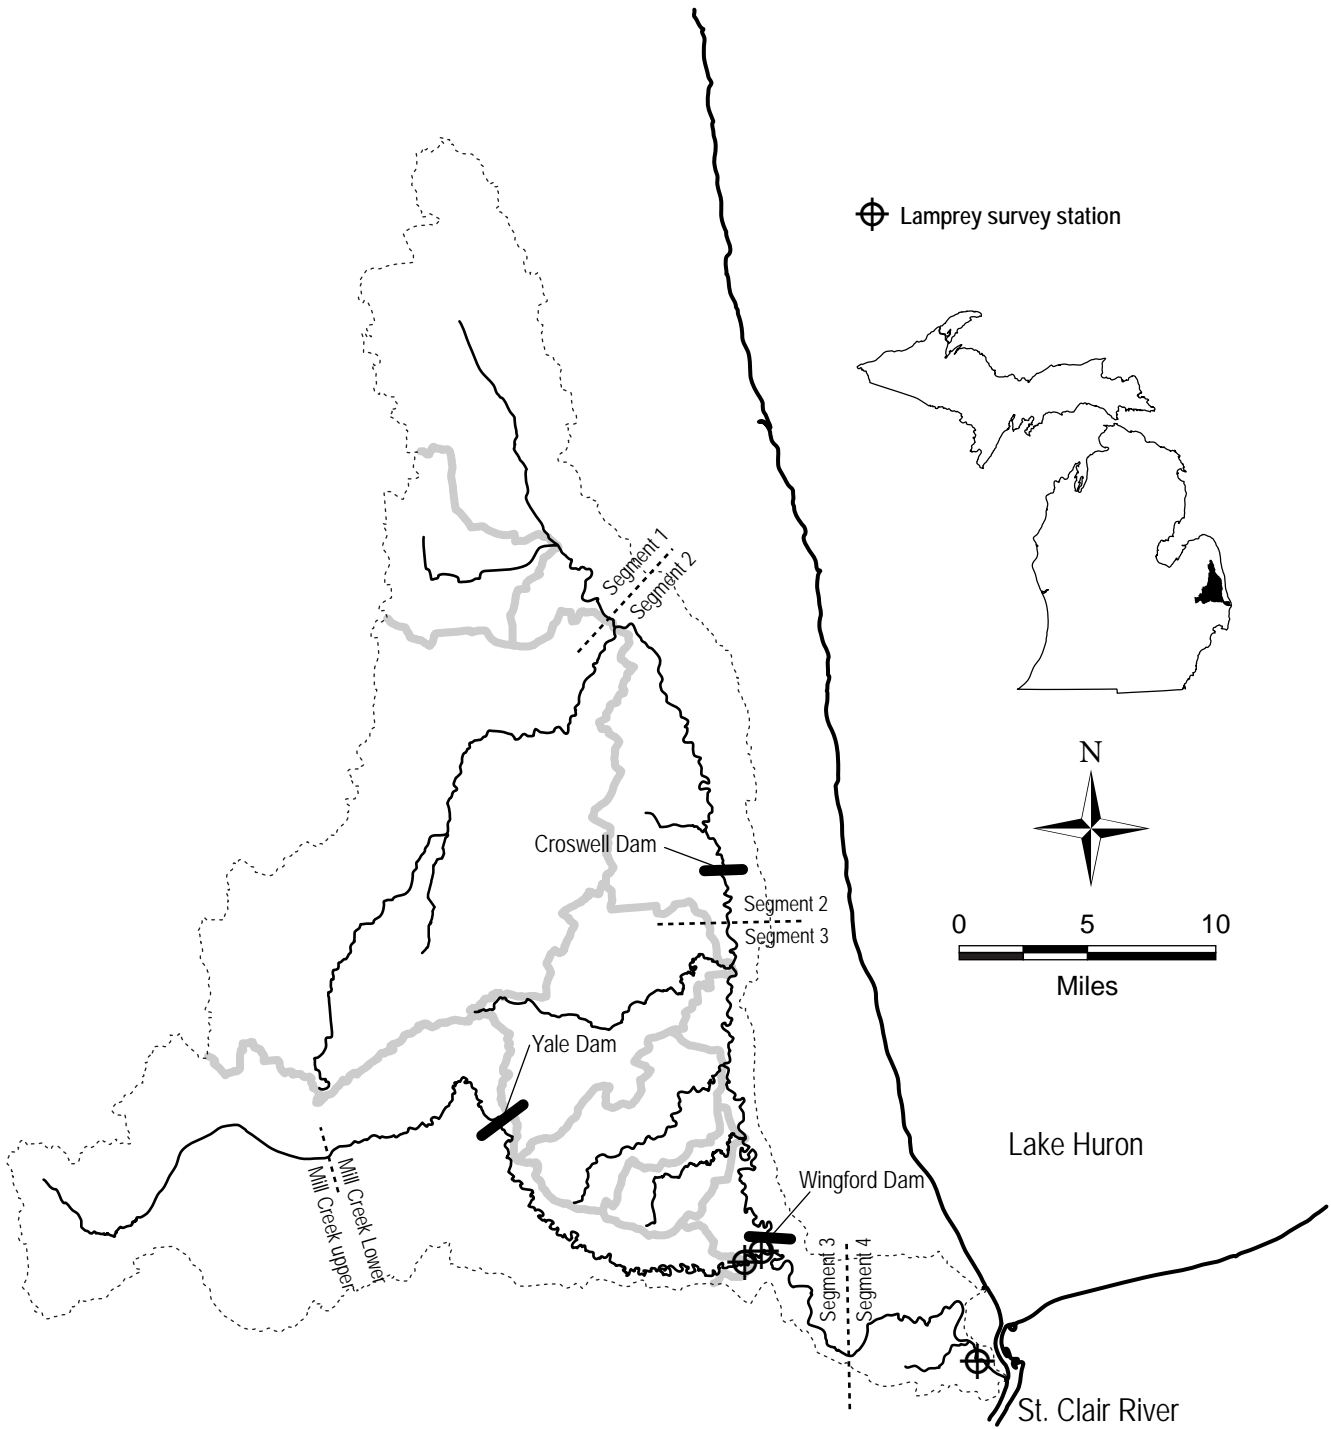 Lamprey survey station
Segment 1
Segment 2
N
Croswell Dam
Segment 2
Segment 3
0 5 10
Miles
Yale Dam
Lake Huron
Mill Creek Lower
Mill Creek upper
Wingford Dam
Segment 3
Segment 4
St. Clair River